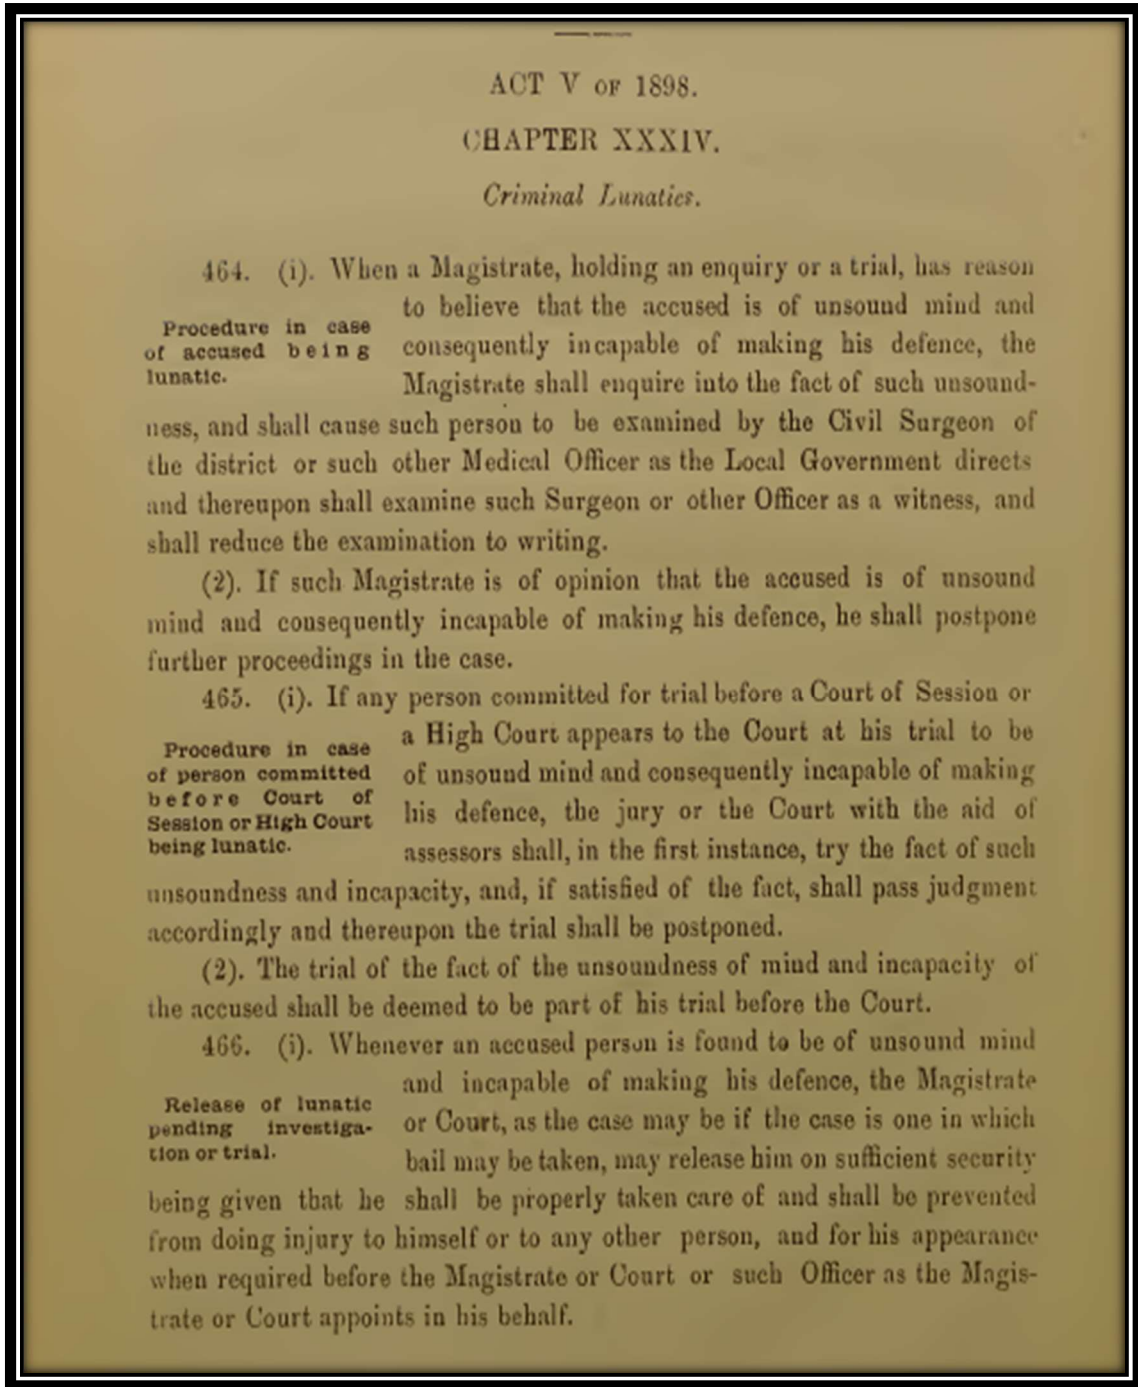 ACT V OF 1898.
CHAPTER XXXIV.
Criminal Lunatics.
464. (i). When a Magistrate, holding an enquiry or a trial, has reason
Procedure in case
of accused being
lunatic.
to believe that the accused is of unsound mind and
consequently incapable of making his defence, the
Magistrate shall enquire into the fact of such unsound-
ness, and shall cause such person to be examined by the Civil Surgeon of
the district or such other Medical Officer as the Local Government directs
and thereupon shall examine such Surgeon or other Officer as a witness, and
shall reduce the examination to writing.
(2). If such Magistrate is of opinion that the accused is of unsound
mind and consequently incapable of making his defence, he shall postpone
further proceedings in the case.
465. (i). If any person committed for trial before a Court of Session or
Procedure in case
of person committed
before Court of
Session or High Court
being lunatic.
a High Court appears to the Court at his trial to be
of unsound mind and consequently incapable of making
his defence, the jury or the Court with the aid of
assessors shall, in the first instance, try the fact of such
unsoundness and incapacity, and, if satisfied of the fact, shall pass judgment
accordingly and thereupon the trial shall be postponed.
(2). The trial of the fact of the unsoundness of mind and incapacity of
the accused shall be deemed to be part of his trial before the Court.
466. (i). Whenever an accused person is found to be of unsound mind
Release of lunatic
pending investiga-
tion or trial.
and incapable of making his defence, the Magistrate
or Court, as the case may be if the case is one in which
bail may be taken, may release him on sufficient security
being given that he shall be properly taken care of and shall be prevented
from doing injury to himself or to any other person, and for his appearance
when required before the Magistrate or Court or such Officer as the Magis-
trate or Court appoints in his behalf.